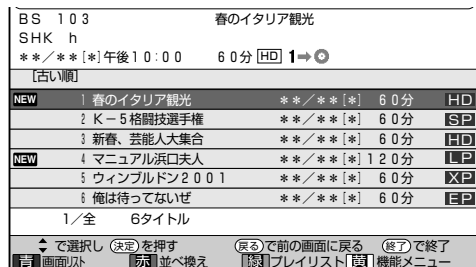 BS 103 春のイタリア観光
SHK h
**／**[*]午後10:00 60分 HD 1⇒
[古い順]
NEW 1 春のイタリア観光 **／**[*] 60分 HD
2 K－5格闘技選手権 **／**[*] 60分 SP
3 新春、芸能人大集合 **／**[*] 60分 HD
NEW 4 マニュアル浜口夫人 **／**[*] 120分 LP
5 ウィンブルドン2001 **／**[*] 60分 XP
6 俺は待ってないぜ **／**[*] 60分 EP
1／全 6タイトル
で選択し 決定 を押す 戻る で前の画面に戻る 終了 で終了
青 画面リスト 赤 並べ換え 緑 プレイリスト 黄 機能メニュー